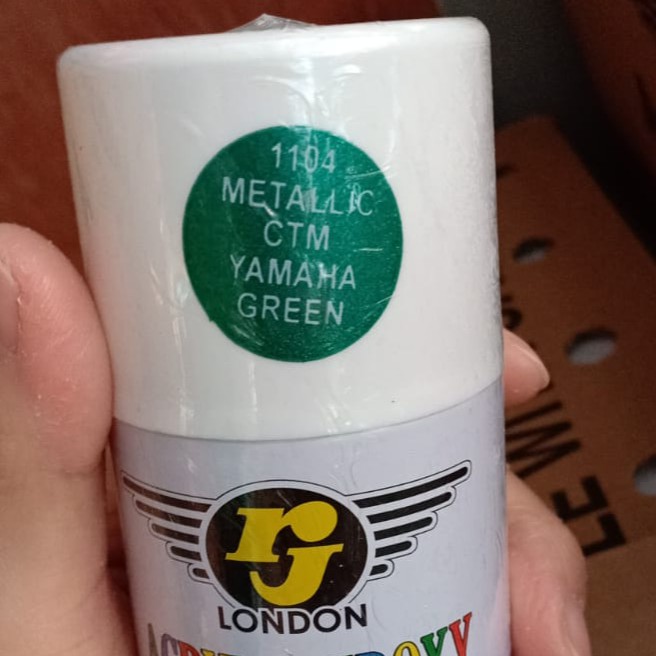 1104
METALLIC
CTM
YAMAHA
GREEN
rJ
LONDON